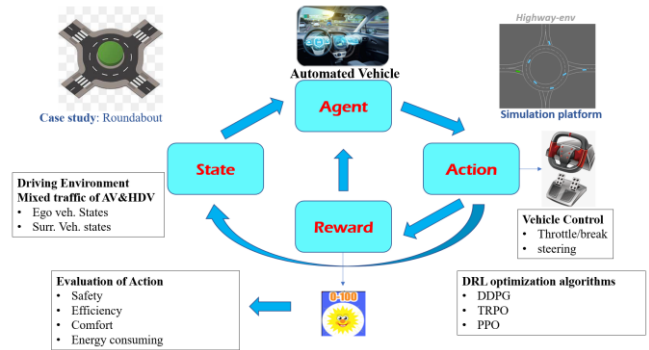 Highway-env
Automated Vehicle
Case study: Roundabout
Simulation platform
Agent
State
Action
Reward
Driving Environment
Mixed traffic of AV&HDV
• Ego veh. States
• Surr. Veh. states
Vehicle Control
• Throttle/break
• steering
Evaluation of Action
• Safety
• Efficiency
• Comfort
• Energy consuming
0-100
DRL optimization algorithms
• DDPG
• TRPO
• PPO